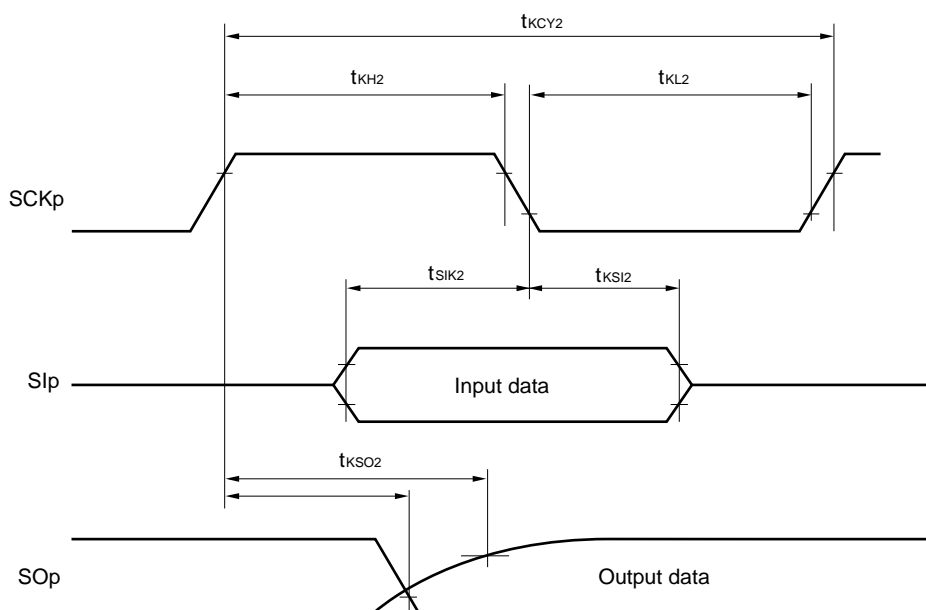 tKCY2
tKH2
tKL2
SCKp
tSIK2
tKSI2
SIp
Input data
tKSO2
SOp
Output data